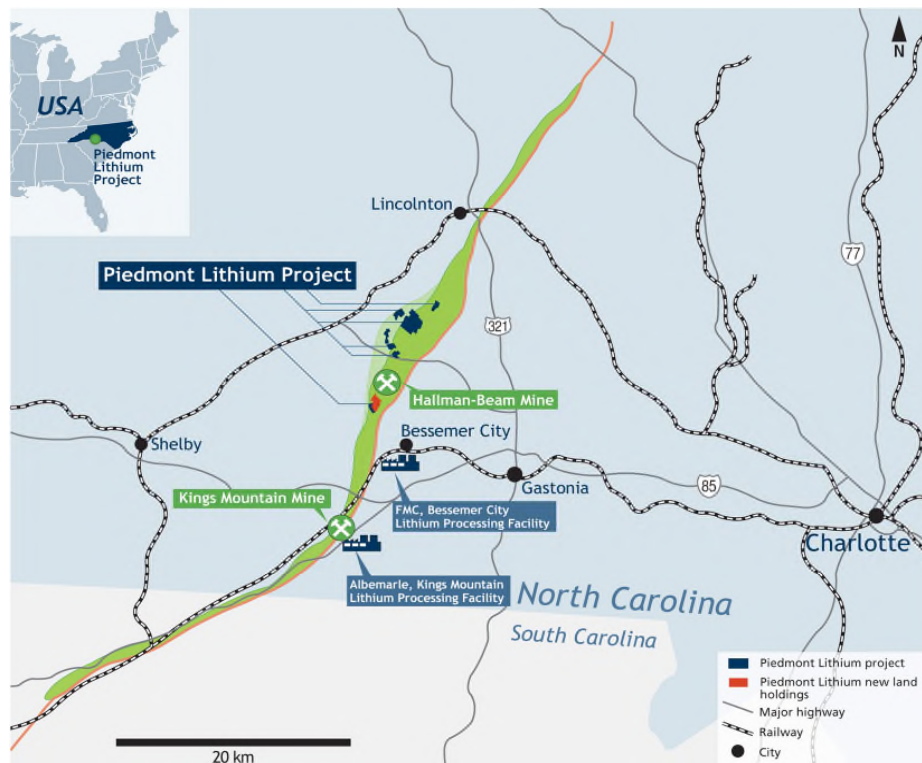 N
USA
Piedmont
Lithium
Project
Lincolnton
77
Piedmont Lithium Project
321
Hallman-Beam Mine
Bessemer City
Shelby
Kings Mountain Mine
Gastonia
85
FMC, Bessemer City
Lithium Processing Facility
Charlotte
Albemarle, Kings Mountain
Lithium Processing Facility
North Carolina
South Carolina
Piedmont Lithium project
Piedmont Lithium new land
holdings
Major highway
Railway
City
20 km